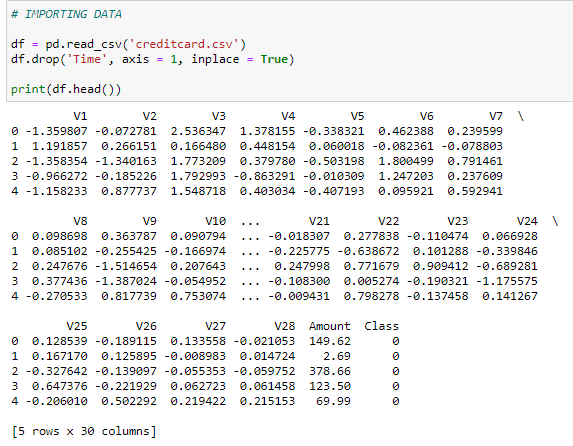 # IMPORTING DATA
df = pd.read_csv('creditcard.csv')
df.drop('Time', axis = 1, inplace = True)
print(df.head())
V1 V2 V3 V4 V5 V6 V7 \
0 -1.359807 -0.072781 2.536347 1.378155 -0.338321 0.462388 0.239599
1 1.191857 0.266151 0.166480 0.448154 0.060018 -0.082361 -0.078803
2 -1.358354 -1.340163 1.773209 0.379780 -0.503198 1.800499 0.791461
3 -0.966272 -0.185226 1.792993 -0.863291 -0.010309 1.247203 0.237609
4 -1.158233 0.877737 1.548718 0.403034 -0.407193 0.095921 0.592941
V8 V9 V10 ... V21 V22 V23 V24 \
0 0.098698 0.363787 0.090794 ... -0.018307 0.277838 -0.110474 0.066928
1 0.085102 -0.255425 -0.166974 ... -0.225775 -0.638672 0.101288 -0.339846
2 0.247676 -1.514654 0.207643 ... 0.247998 0.771679 0.909412 -0.689281
3 0.377436 -1.387024 -0.054952 ... -0.108300 0.005274 -0.190321 -1.175575
4 -0.270533 0.817739 0.753074 ... -0.009431 0.798278 -0.137458 0.141267
V25 V26 V27 V28 Amount Class
0 0.128539 -0.189115 0.133558 -0.021053 149.62 0
1 0.167170 0.125895 -0.008983 0.014724 2.69 0
2 -0.327642 -0.139097 -0.055353 -0.059752 378.66 0
3 0.647376 -0.221929 0.062723 0.061458 123.50 0
4 -0.206010 0.502292 0.219422 0.215153 69.99 0
[5 rows x 30 columns]